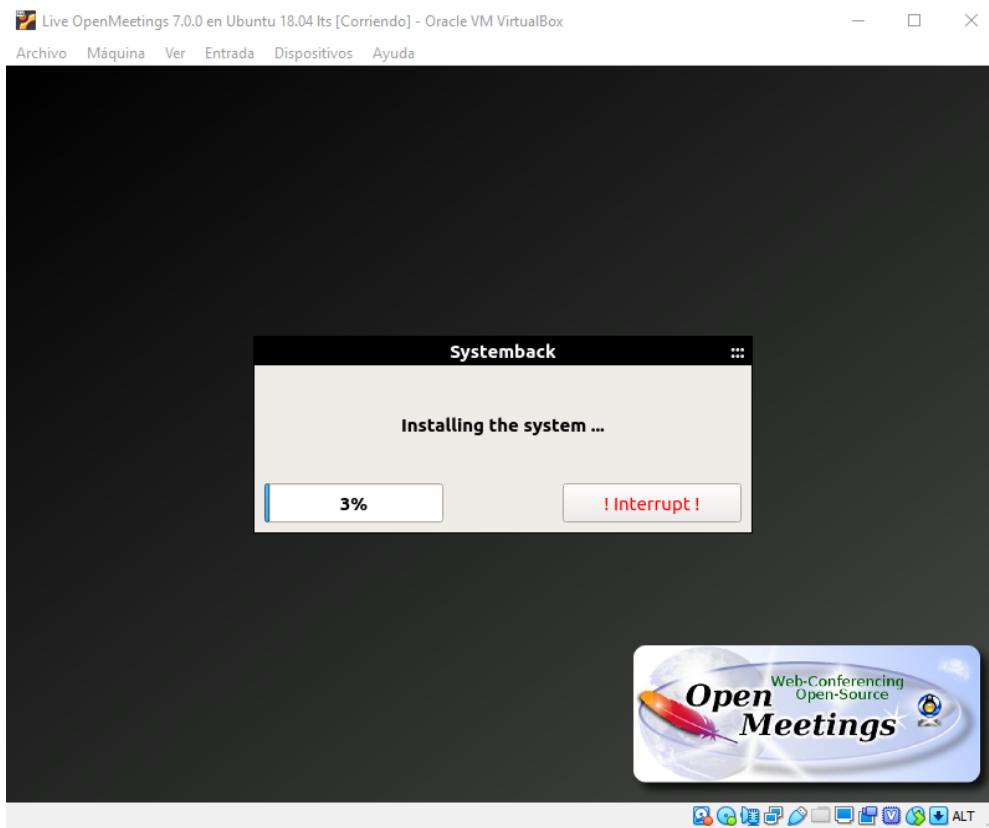 Live OpenMeetings 7.0.0 en Ubuntu 18.04 lts [Corriendo] - Oracle VM VirtualBox
Archivo Máquina Ver Entrada Dispositivos Ayuda
Systemback
Installing the system ...
3%
! Interrupt !
Web-Conferencing
Open-Source
Open
Meetings
ALT